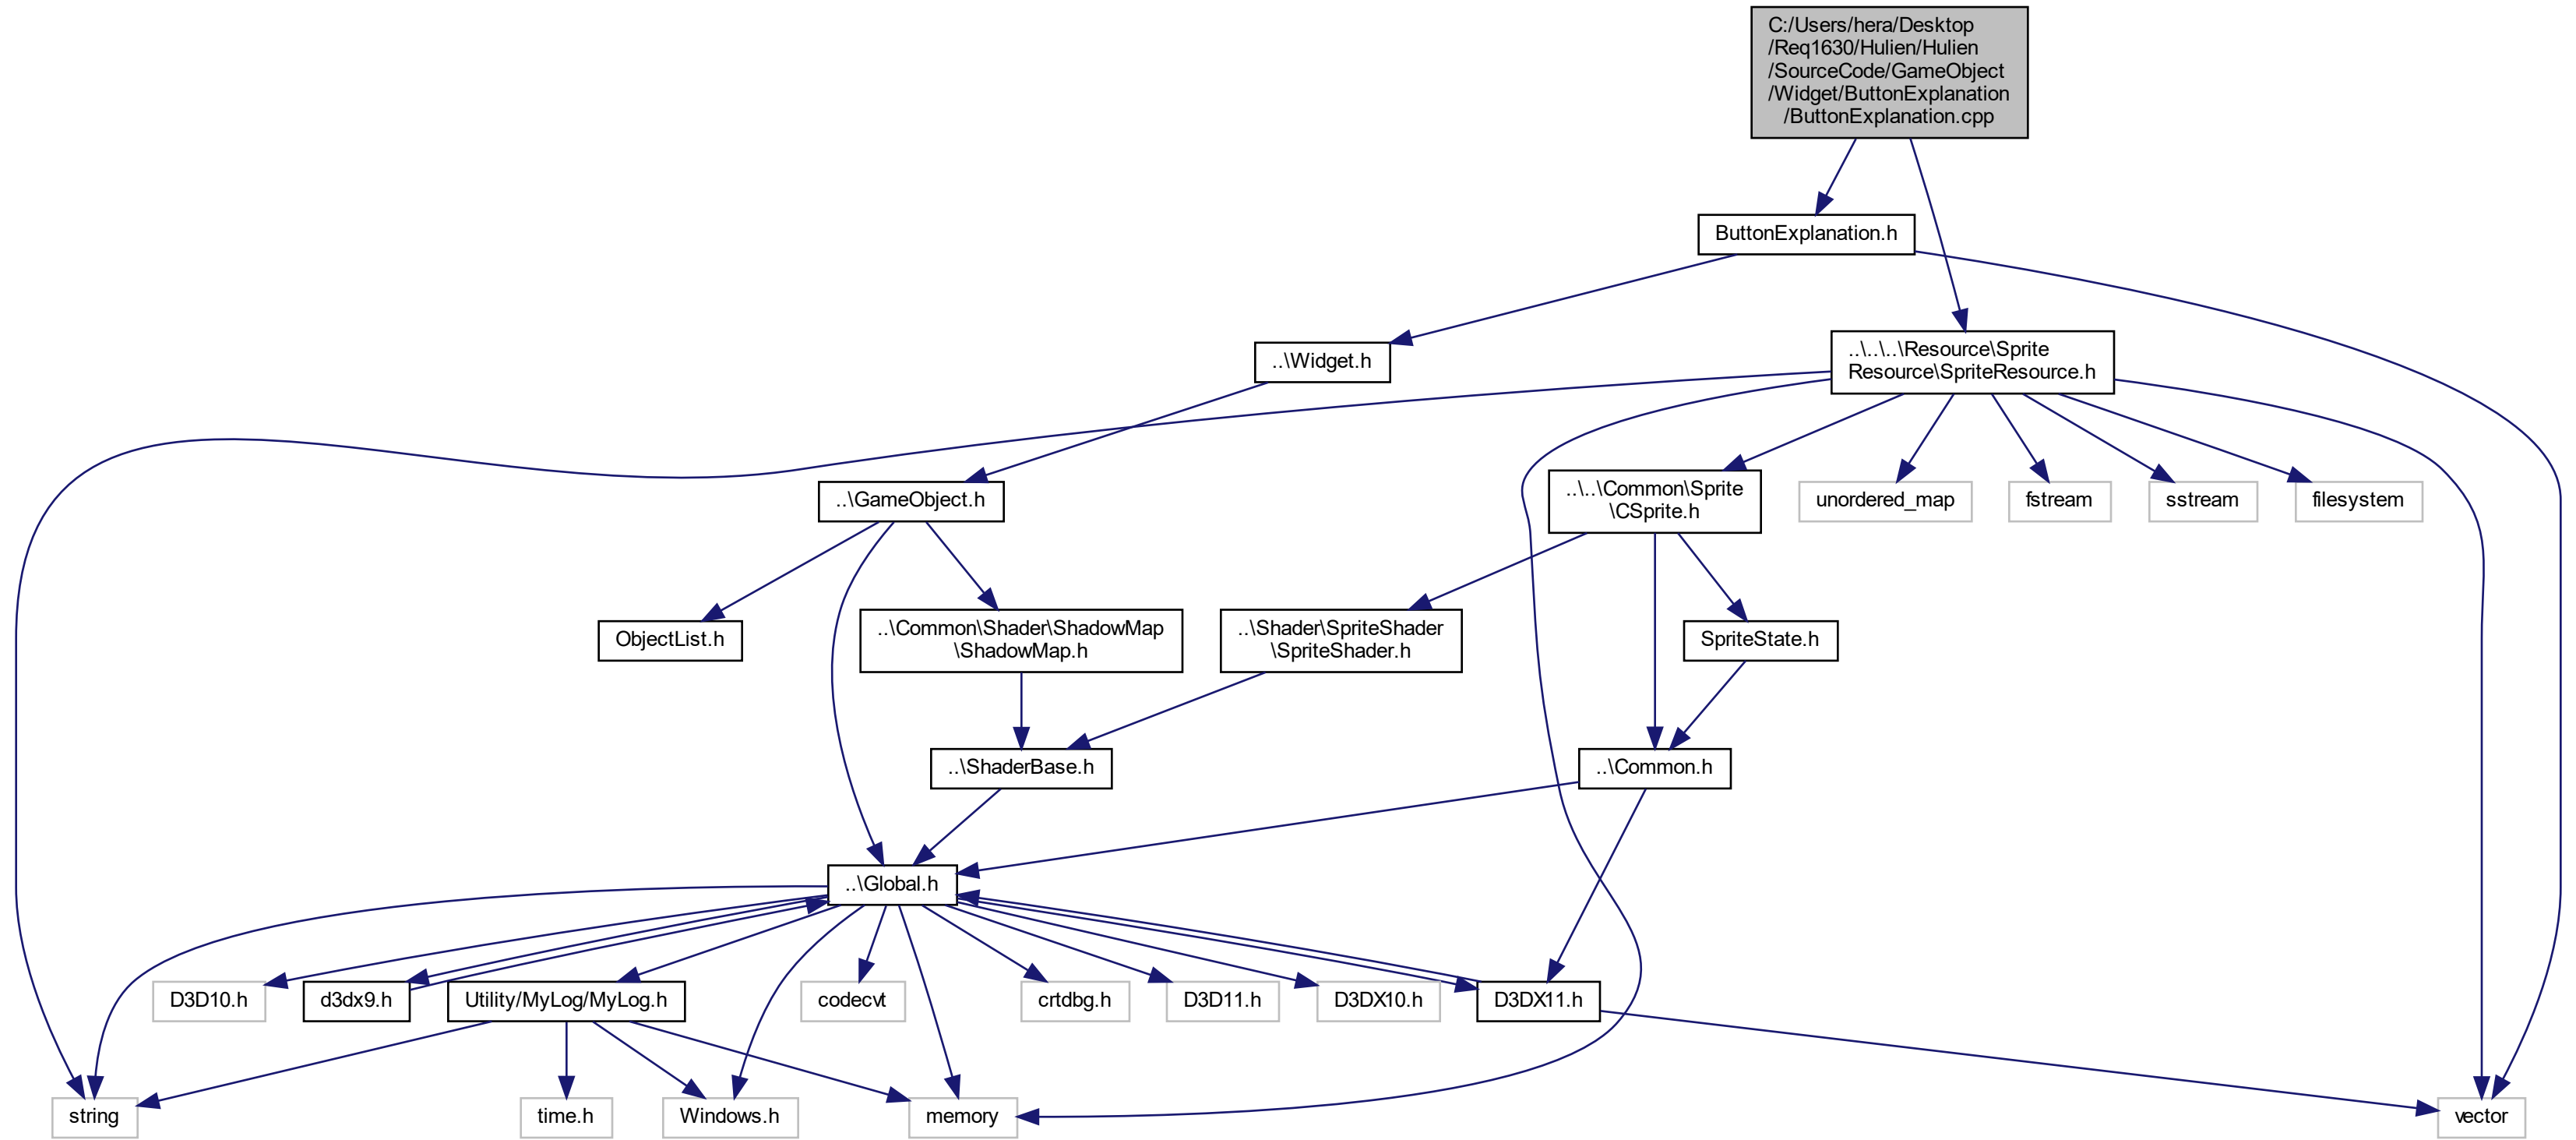 C:/Users/hera/Desktop
/Req1630/Hulien/Hulien
/SourceCode/GameObject
/Widget/ButtonExplanation
/ButtonExplanation.cpp
ButtonExplanation.h
..\Widget.h
..\..\..\Resource\Sprite
Resource\SpriteResource.h
..\GameObject.h
..\..\Common\Sprite
\CSprite.h
unordered_map
fstream
sstream
filesystem
ObjectList.h
..\Common\Shader\ShadowMap
\ShadowMap.h
..\Shader\SpriteShader
\SpriteShader.h
SpriteState.h
..\ShaderBase.h
..\Common.h
..\Global.h
D3D10.h
d3dx9.h
Utility/MyLog/MyLog.h
codecvt
crtdbg.h
D3D11.h
D3DX10.h
D3DX11.h
string
time.h
Windows.h
memory
vector